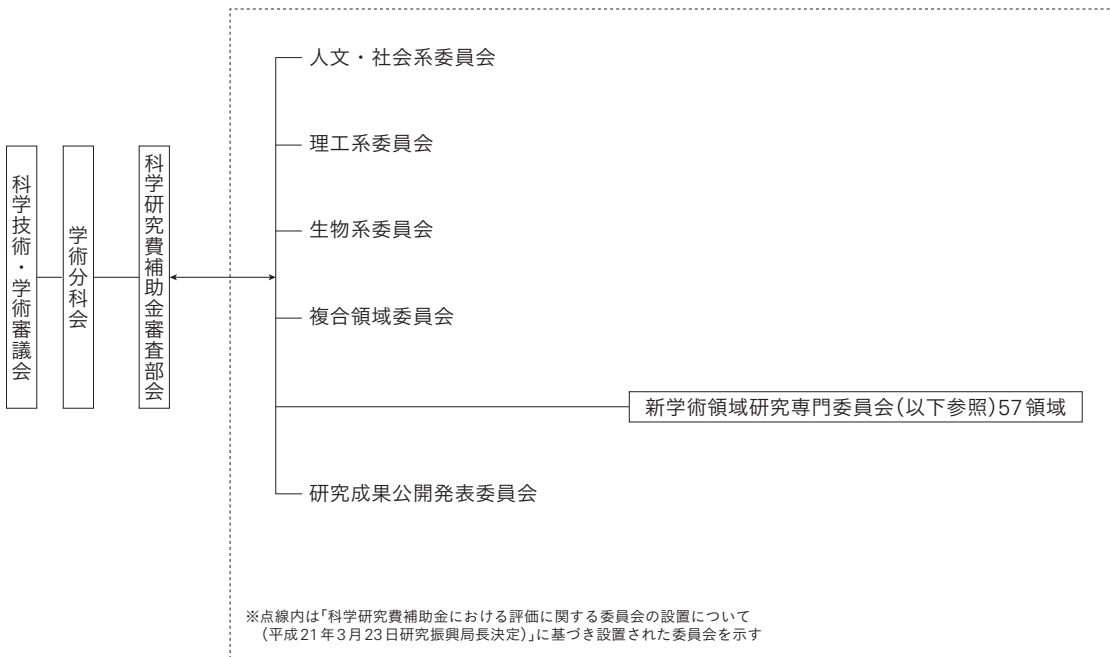 科学技術・学術審議会
学術分科会
科学研究費補助金審査部会
人文・社会系委員会
理工系委員会
生物系委員会
複合領域委員会
新学術領域研究専門委員会(以下参照)57領域
研究成果公開発表委員会
※点線内は「科学研究費補助金における評価に関する委員会の設置について
(平成21年3月23日研究振興局長決定)」に基づき設置された委員会を示す